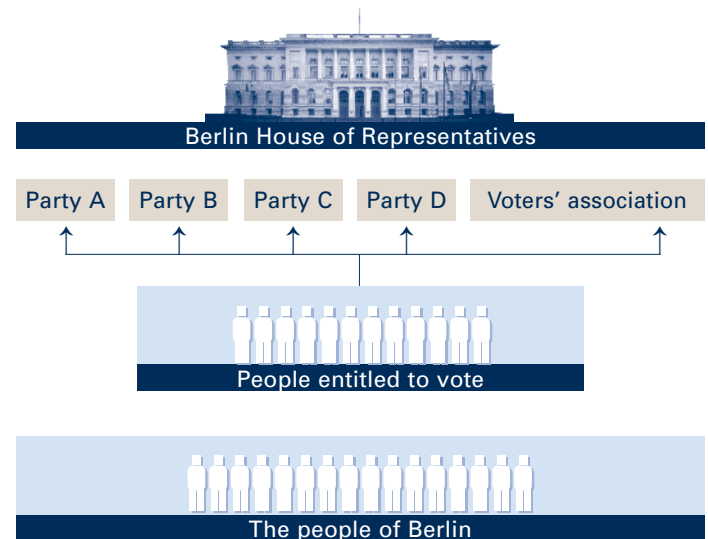 Berlin House of Representatives
Party A Party B Party C Party D Voters’ association
People entitled to vote
The people of Berlin